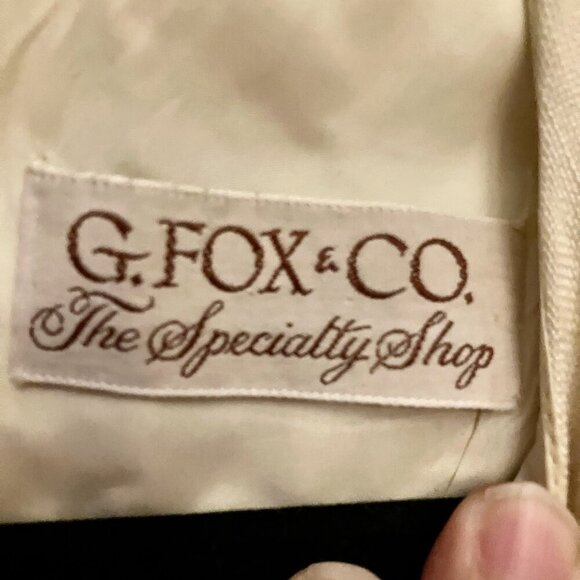 G. FOX & CO.
The Specialty Shop